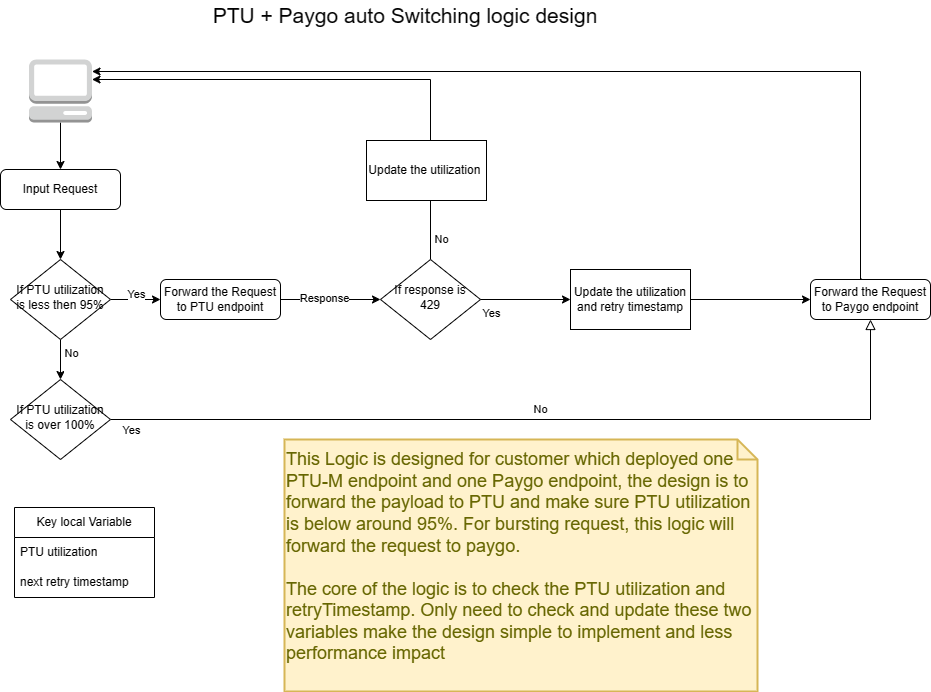 PTU + Paygo auto Switching logic design
Input Request
Update the utilization
No
If PTU utilization
is less then 95%
Yes
Forward the Request
to PTU endpoint
Response
If response is
429
Yes
Update the utilization
and retry timestamp
Forward the Request
to Paygo endpoint
No
If PTU utilization
is over 100%
Yes
No
This Logic is designed for customer which deployed one
PTU-M endpoint and one Paygo endpoint, the design is to
forward the payload to PTU and make sure PTU utilization
is below around 95%. For bursting request, this logic will
forward the request to paygo.
The core of the logic is to check the PTU utilization and
retryTimestamp. Only need to check and update these two
variables make the design simple to implement and less
performance impact
Key local Variable
PTU utilization
next retry timestamp